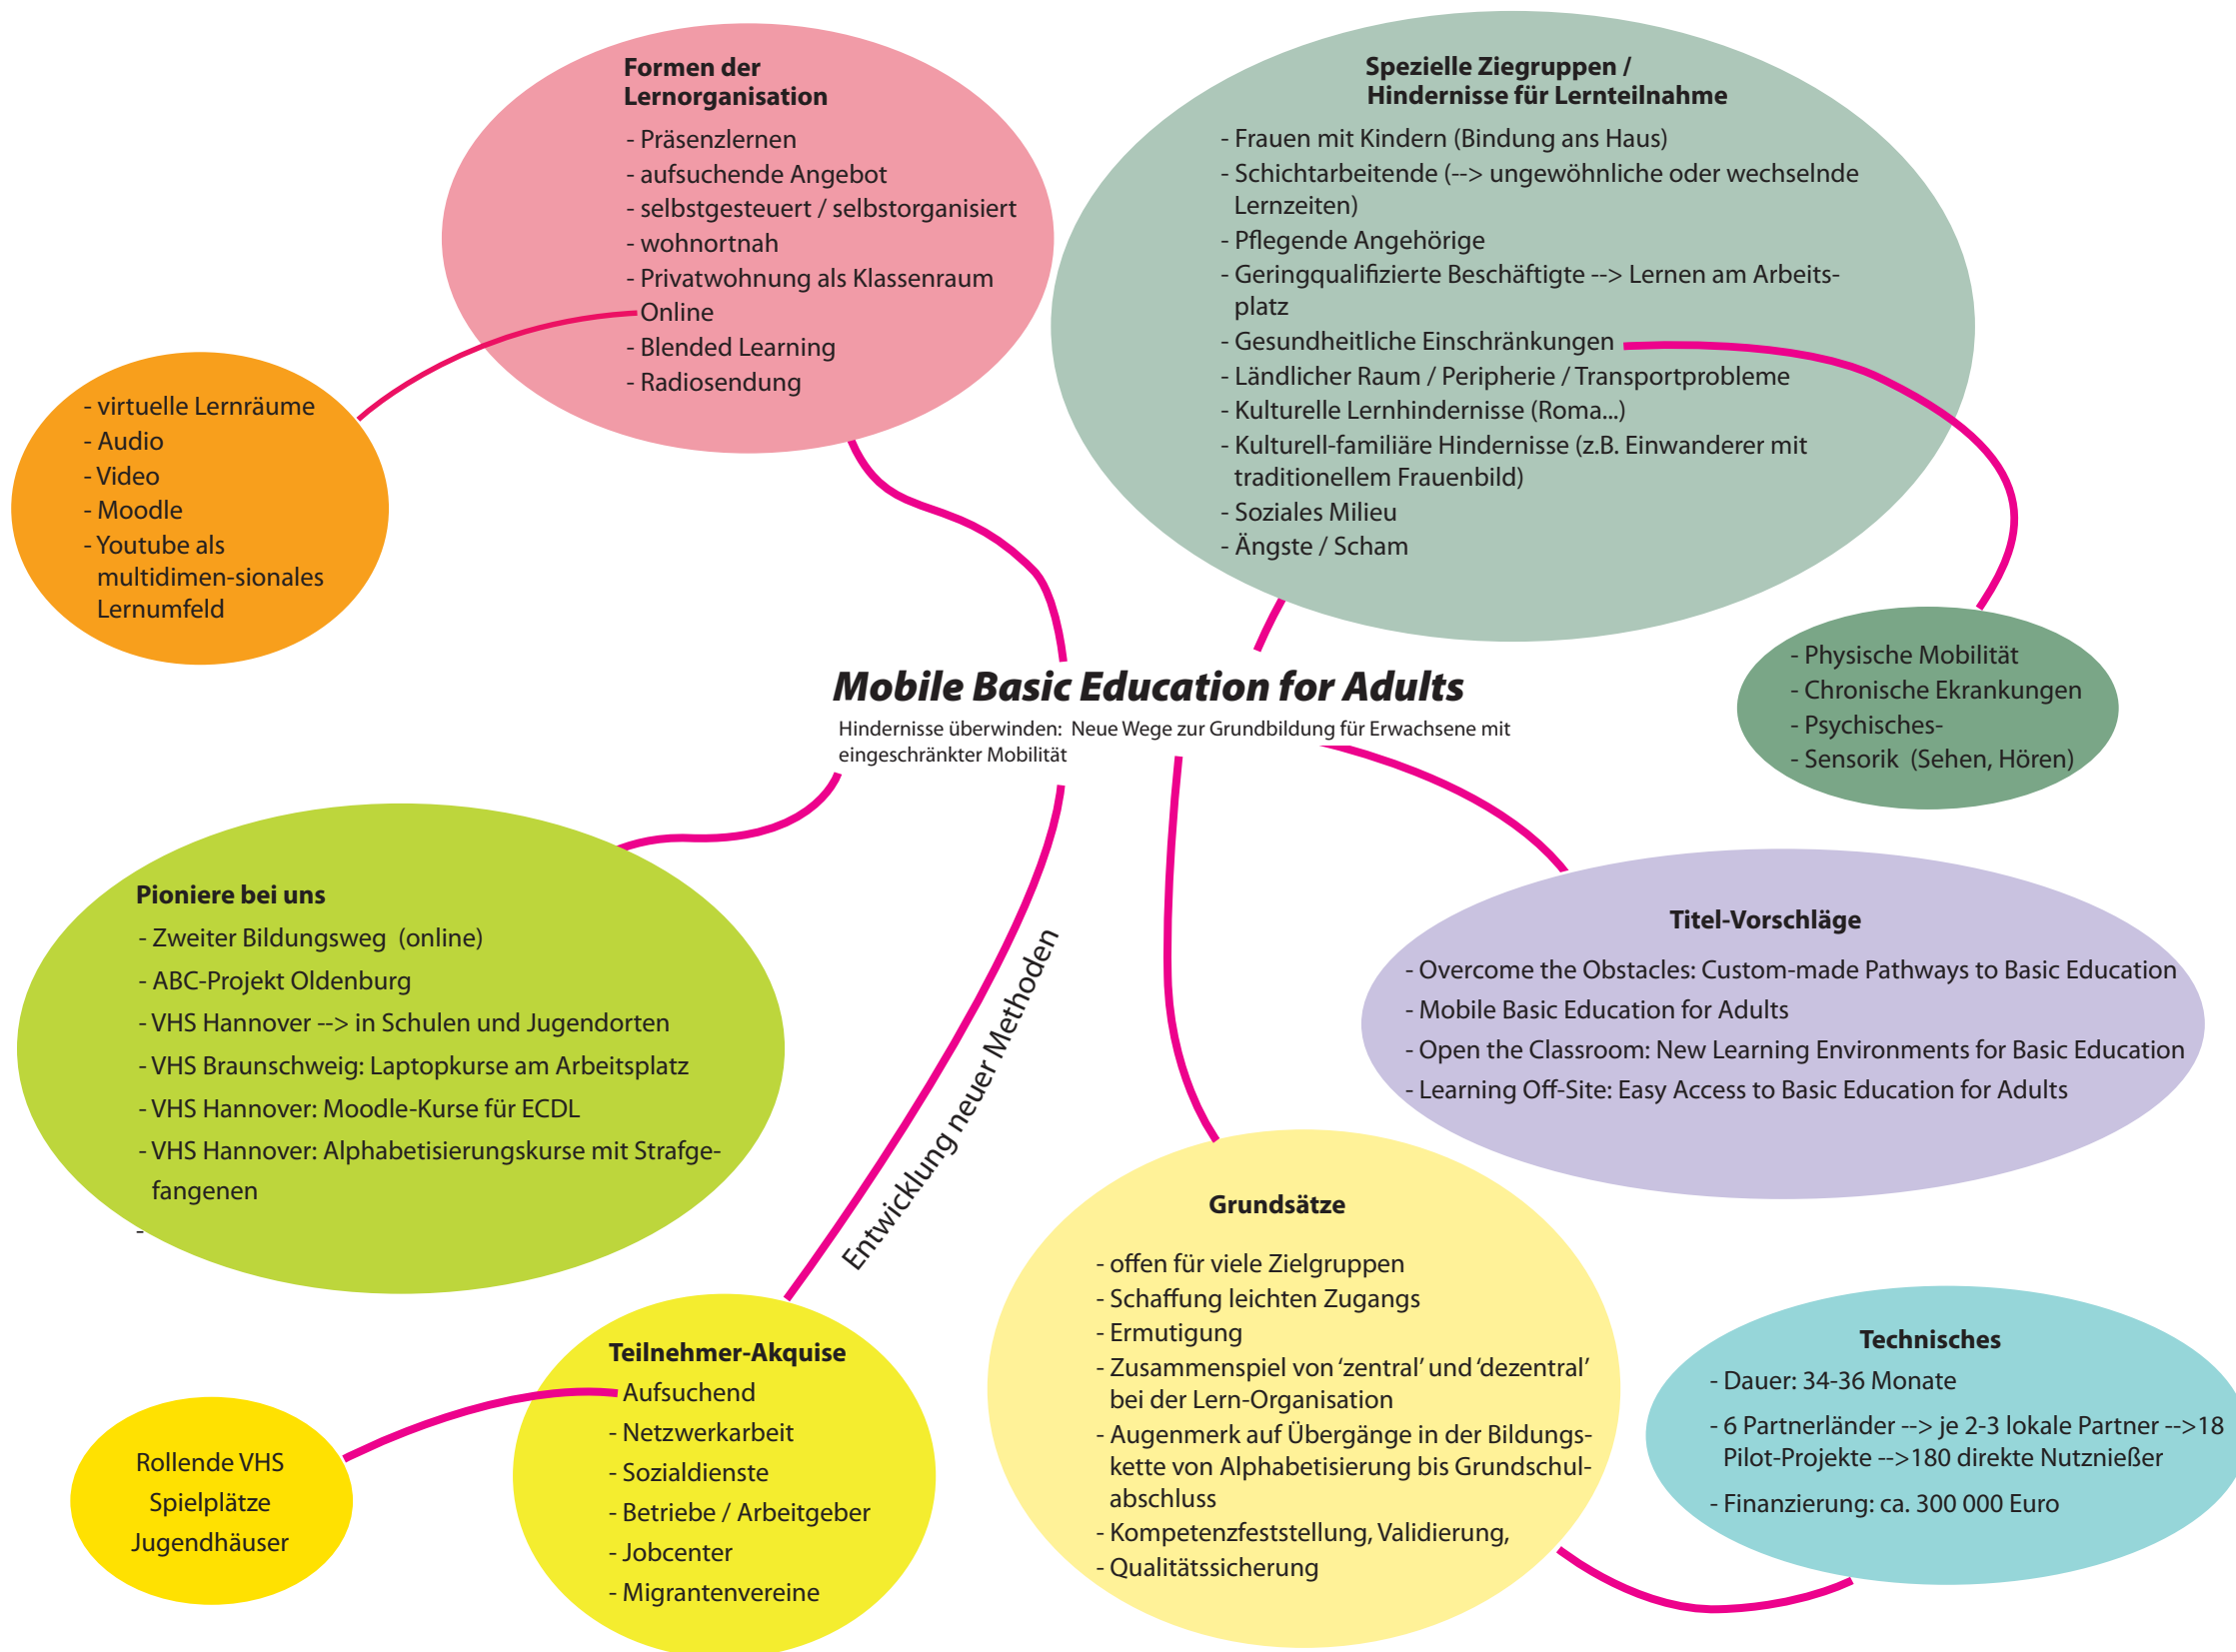 Formen der
Lernorganisation
- Präsenzlernen
- aufsuchende Angebot
- selbstgesteuert / selbstorganisiert
- wohnortnah
- Privatwohnung als Klassenraum
- Online
- Blended Learning
- Radiosendung
Spezielle Ziegruppen /
Hindernisse für Lernteilnahme
- Frauen mit Kindern (Bindung ans Haus)
- Schichtarbeitende (--> ungewöhnliche oder wechselnde
Lernzeiten)
- Pflegende Angehörige
- Geringqualifizierte Beschäftigte --> Lernen am Arbeits-
platz
- Gesundheitliche Einschränkungen
- Ländlicher Raum / Peripherie / Transportprobleme
- Kulturelle Lernhindernisse (Roma...)
- Kulturell-familiäre Hindernisse (z.B. Einwanderer mit
traditionellem Frauenbild)
- Soziales Milieu
- Ängste / Scham
- virtuelle Lernräume
- Audio
- Video
- Moodle
- Youtube als
multidimen-sionales
Lernumfeld
- Physische Mobilität
- Chronische Ekrankungen
- Psychisches-
- Sensorik (Sehen, Hören)
Mobile Basic Education for Adults
Hindernisse überwinden: Neue Wege zur Grundbildung für Erwachsene mit
eingeschränkter Mobilität
Pioniere bei uns
- Zweiter Bildungsweg (online)
- ABC-Projekt Oldenburg
- VHS Hannover --> in Schulen und Jugendorten
- VHS Braunschweig: Laptopkurse am Arbeitsplatz
- VHS Hannover: Moodle-Kurse für ECDL
- VHS Hannover: Alphabetisierungskurse mit Strafge-
fangenen
-
Entwicklung neuer Methoden
Titel-Vorschläge
- Overcome the Obstacles: Custom-made Pathways to Basic Education
- Mobile Basic Education for Adults
- Open the Classroom: New Learning Environments for Basic Education
- Learning Off-Site: Easy Access to Basic Education for Adults
Grundsätze
- offen für viele Zielgruppen
- Schaffung leichten Zugangs
- Ermutigung
- Zusammenspiel von ‘zentral’ und ‘dezentral’
bei der Lern-Organisation
- Augenmerk auf Übergänge in der Bildungs-
kette von Alphabetisierung bis Grundschul-
abschluss
- Kompetenzfeststellung, Validierung,
- Qualitätssicherung
Technisches
- Dauer: 34-36 Monate
- 6 Partnerländer --> je 2-3 lokale Partner -->18
Pilot-Projekte -->180 direkte Nutznießer
- Finanzierung: ca. 300 000 Euro
Teilnehmer-Akquise
- Aufsuchend
- Netzwerkarbeit
- Sozialdienste
- Betriebe / Arbeitgeber
- Jobcenter
- Migrantenvereine
Rollende VHS
Spielplätze
Jugendhäuser